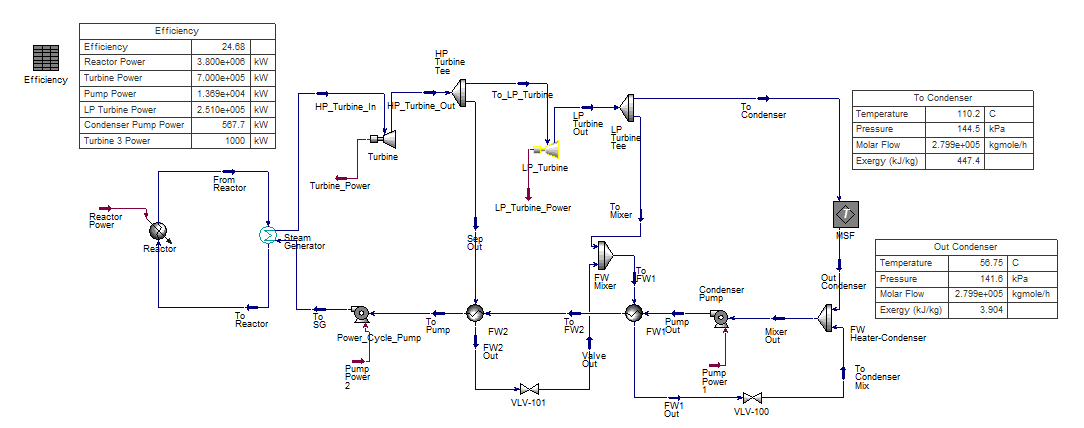 Efficiency
Efficiency 24.68
Reactor Power 3.800e+006 kW
Turbine Power 7.000e+005 kW
Pump Power 1.369e+004 kW
LP Turbine Power 2.510e+005 kW
Condenser Pump Power 567.7 kW
Turbine 3 Power 1000 kW
Efficiency
HP
Turbine
Tee
HP_Turbine_In
HP_Turbine_Out
To_LP_Turbine
LP
Turbine
Out
LP
Turbine
Tee
To
Condenser
To Condenser
Temperature 110.2 C
Pressure 144.5 kPa
Molar Flow 2.799e+005 kgmole/h
Exergy (kJ/kg) 447.4
Turbine
Turbine_Power
LP_Turbine
LP_Turbine_Power
From
Reactor
Reactor
Power
Reactor
Steam
Generator
To
Reactor
Sep
Out
To
Mixer
FW
Mixer
To
FW1
MSF
Out Condenser
Temperature 56.75 C
Pressure 141.6 kPa
Molar Flow 2.799e+005 kgmole/h
Exergy (kJ/kg) 3.904
Out
Condenser
Condenser
Pump
To
SG
Power_Cycle_Pump
To
Pump
FW2
To
FW2
FW1
Pump
Out
Mixer
Out
FW
Heater-Condenser
Pump
Power
2
FW2
Out
Valve
Out
VLV-101
Pump
Power
1
FW1
Out
VLV-100
To
Condenser
Mix